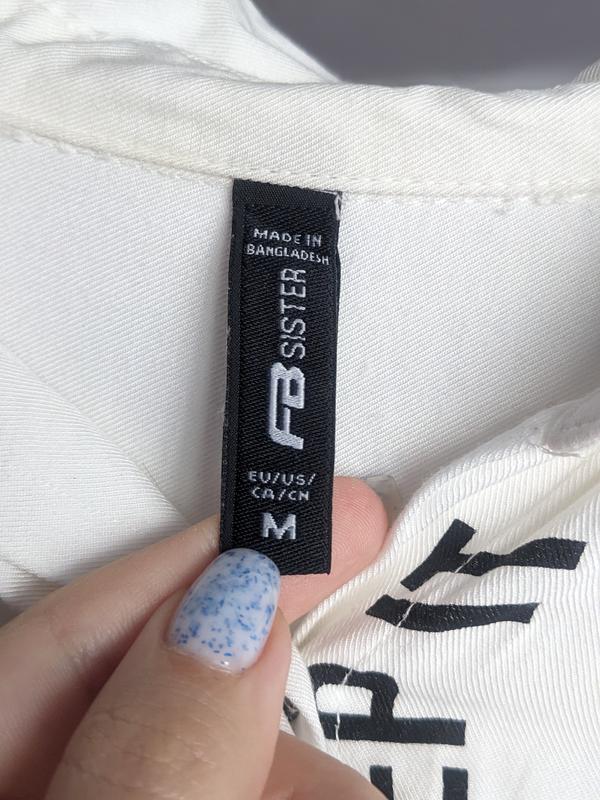 MADE IN
BANGLADESH
FB SISTER
EU/US/
CA/CN
M